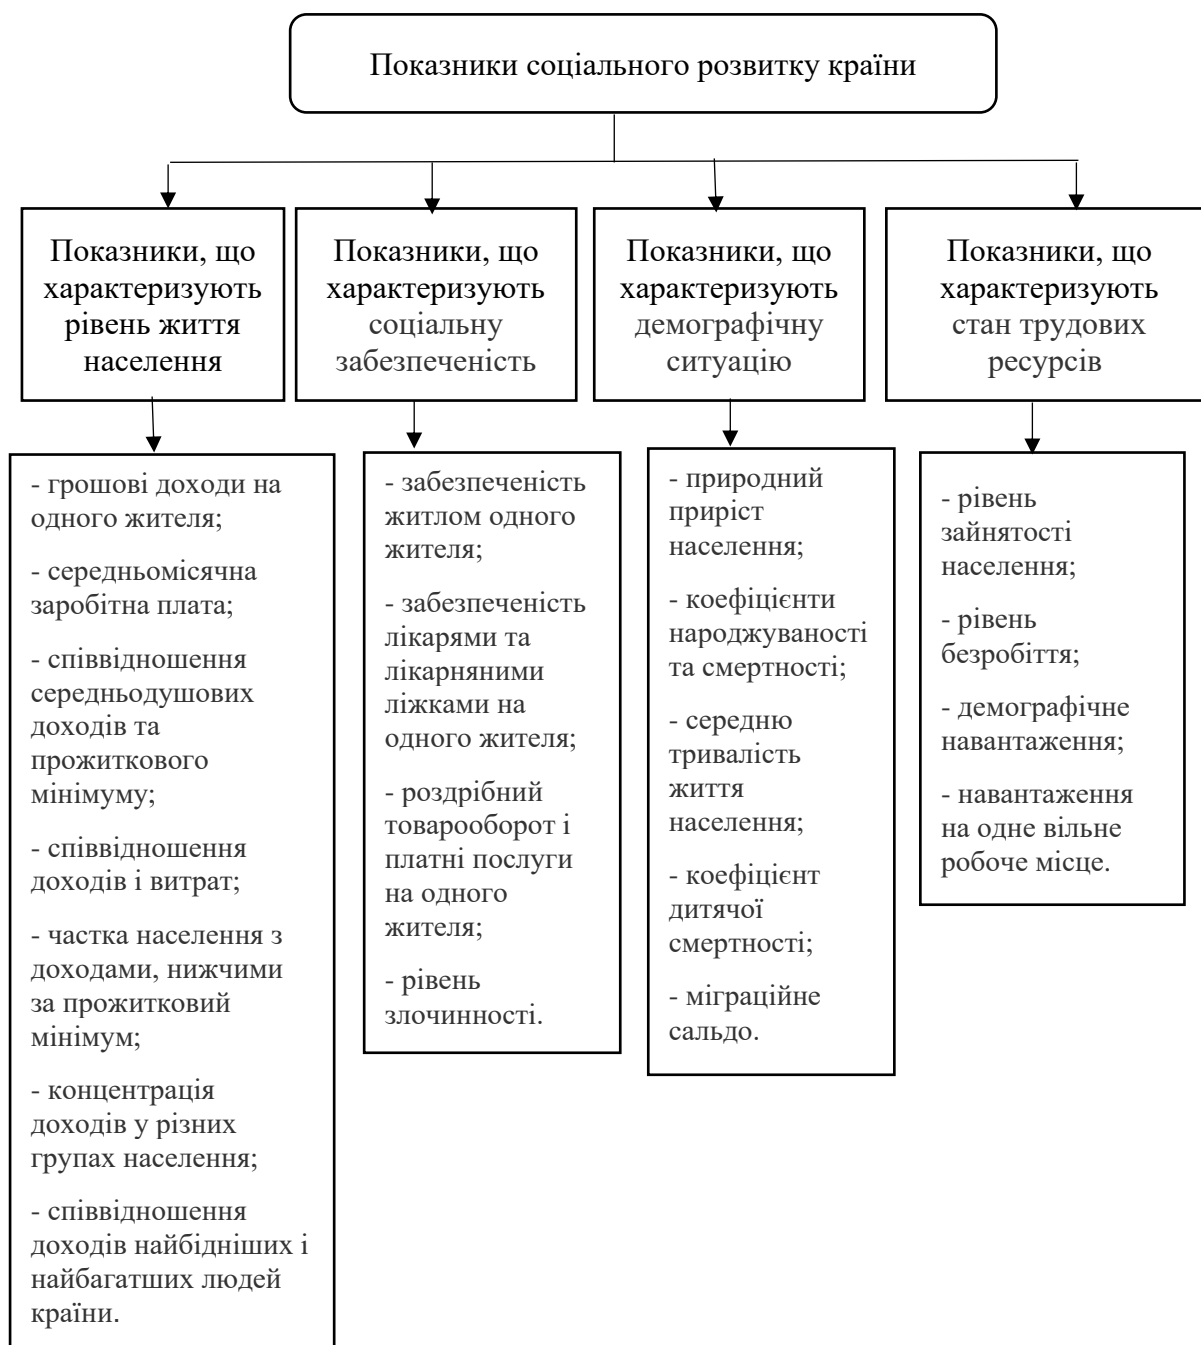 Показники соціального розвитку країни
Показники, що
характеризують
рівень життя
населення
Показники, що
характеризують
соціальну
забезпеченість
Показники, що
характеризують
демографічну
ситуацію
Показники, що
характеризують
стан трудових
ресурсів
- грошові доходи на
одного жителя;
- середньомісячна
заробітна плата;
- співвідношення
середньодушових
доходів та
прожиткового
мінімуму;
- співвідношення
доходів і витрат;
- частка населення з
доходами, нижчими
за прожитковий
мінімум;
- концентрація
доходів у різних
групах населення;
- співвідношення
доходів найбідніших і
найбагатших людей
країни.
- забезпеченість
житлом одного
жителя;
- забезпеченість
лікарями та
лікарняними
ліжками на
одного жителя;
- роздрібний
товарооборот і
платні послуги
на одного
жителя;
- рівень
злочинності.
- природний
приріст
населення;
- коефіцієнти
народжуваності
та смертності;
- середню
тривалість
життя
населення;
- коефіцієнт
дитячої
смертності;
- міграційне
сальдо.
- рівень
зайнятості
населення;
- рівень
безробіття;
- демографічне
навантаження;
- навантаження
на одне вільне
робоче місце.